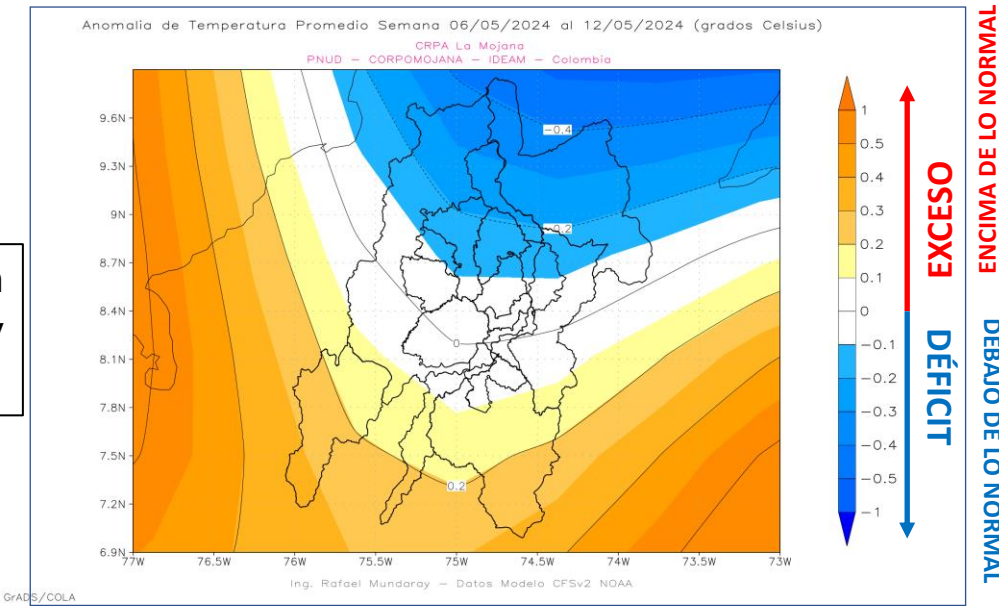 Anomalia de Temperatura Promedio Semana 06/05/2024 al 12/05/2024 (grados Celsius)
CRPA La Mojana
PNUD – CORPOMOJANA – IDEAM – Colombia
9.6N
9.3N
9N
8.7N
8.4N
8.1N
7.8N
7.5N
7.2N
6.9N
77W
76.5W
76W
75.5W
75W
74.5W
74W
73.5W
73W
-0.4
-0.2
0
0.2
1
0.5
0.4
0.3
0.2
0.1
0
-0.1
-0.2
-0.3
-0.4
-0.5
-1
EXCESO
DÉFICIT
ENCIMA DE LO NORMAL
DEBAJO DE LO NORMAL
Ing. Rafael Mundaray – Datos Modelo CFSv2 NOAA
GrADS/COLA